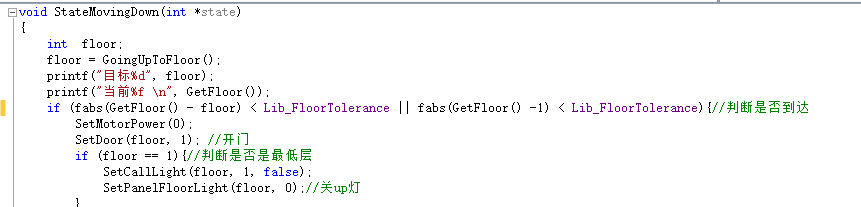 void StateMovingDown(int *state)
{
int  floor;
floor = GoingUpToFloor();
printf("目标%d", floor);
printf("当前%f \n", GetFloor());
if (fabs(GetFloor() - floor) < Lib_FloorTolerance || fabs(GetFloor() -1) < Lib_FloorTolerance){//判断是否到达
SetMotorPower(0);
SetDoor(floor, 1); //开门
if (floor == 1){//判断是否是最低层
SetCallLight(floor, 1, false);
SetPanelFloorLight(floor, 0);//关up灯
}